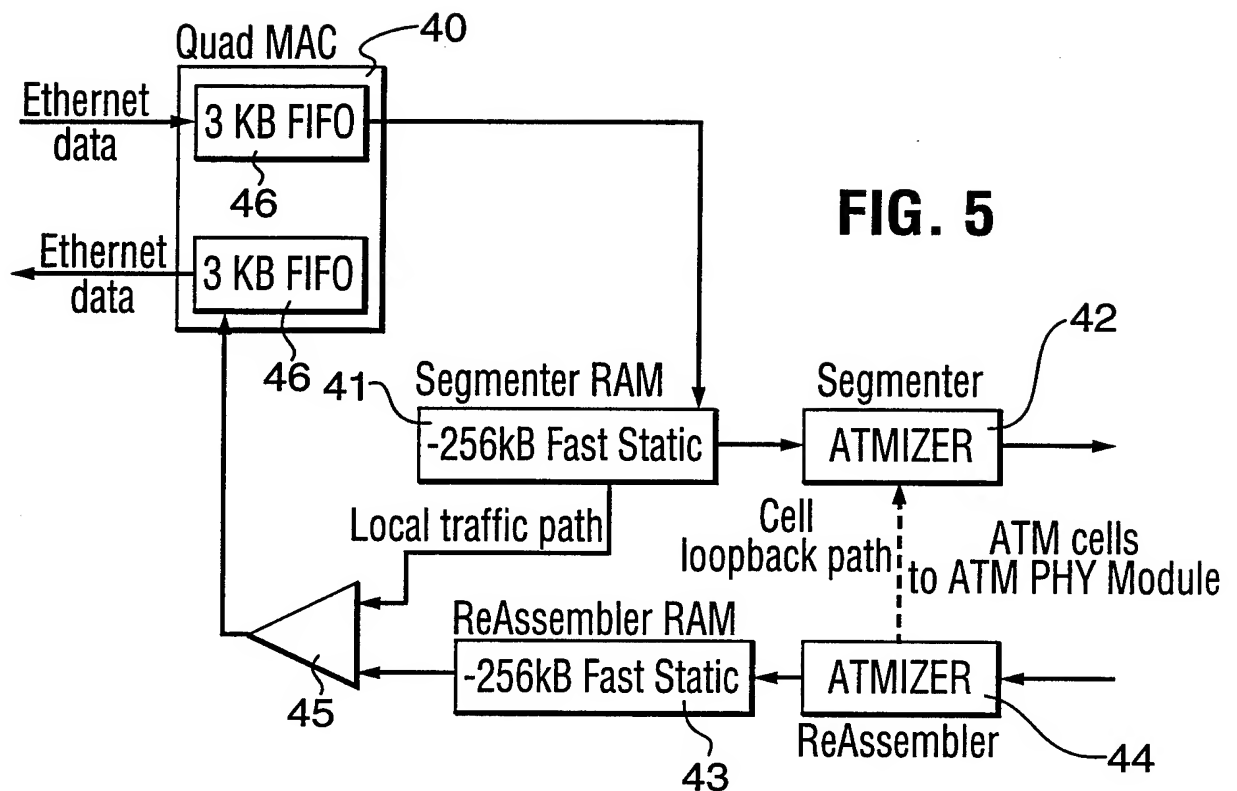 Quad MAC
40
Ethernet
data
3 KB FIFO
46
Ethernet
data
3 KB FIFO
46
FIG. 5
41
Segmenter RAM
-256kB Fast Static
Segmenter
42
ATMIZER
Local traffic path
Cell
loopback path
ATM cells
to ATM PHY Module
45
ReAssembler RAM
-256kB Fast Static
43
ATMIZER
ReAssembler
44